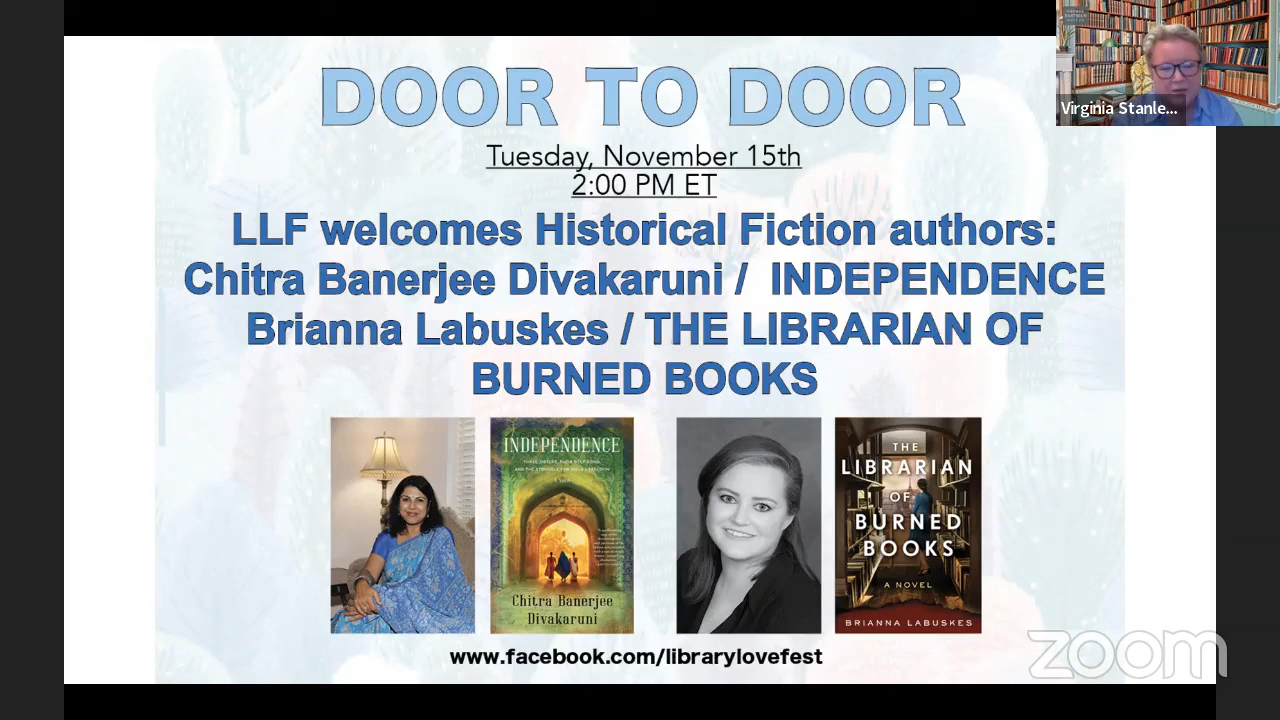 DOOR TO DOOR
Tuesday, November 15th
2:00 PM ET
LLF welcomes Historical Fiction authors:
Chitra Banerjee Divakaruni / INDEPENDENCE
Brianna Labuskes / THE LIBRARIAN OF
BURNED BOOKS
Virginia Stanle...
INDEPENDENCE
Chitra Banerjee
Divakaruni
THE
LIBRARIAN
OF
BURNED
BOOKS
A NOVEL
BRIANNA LABUSKES
www.facebook.com/librarylovefest
zoom